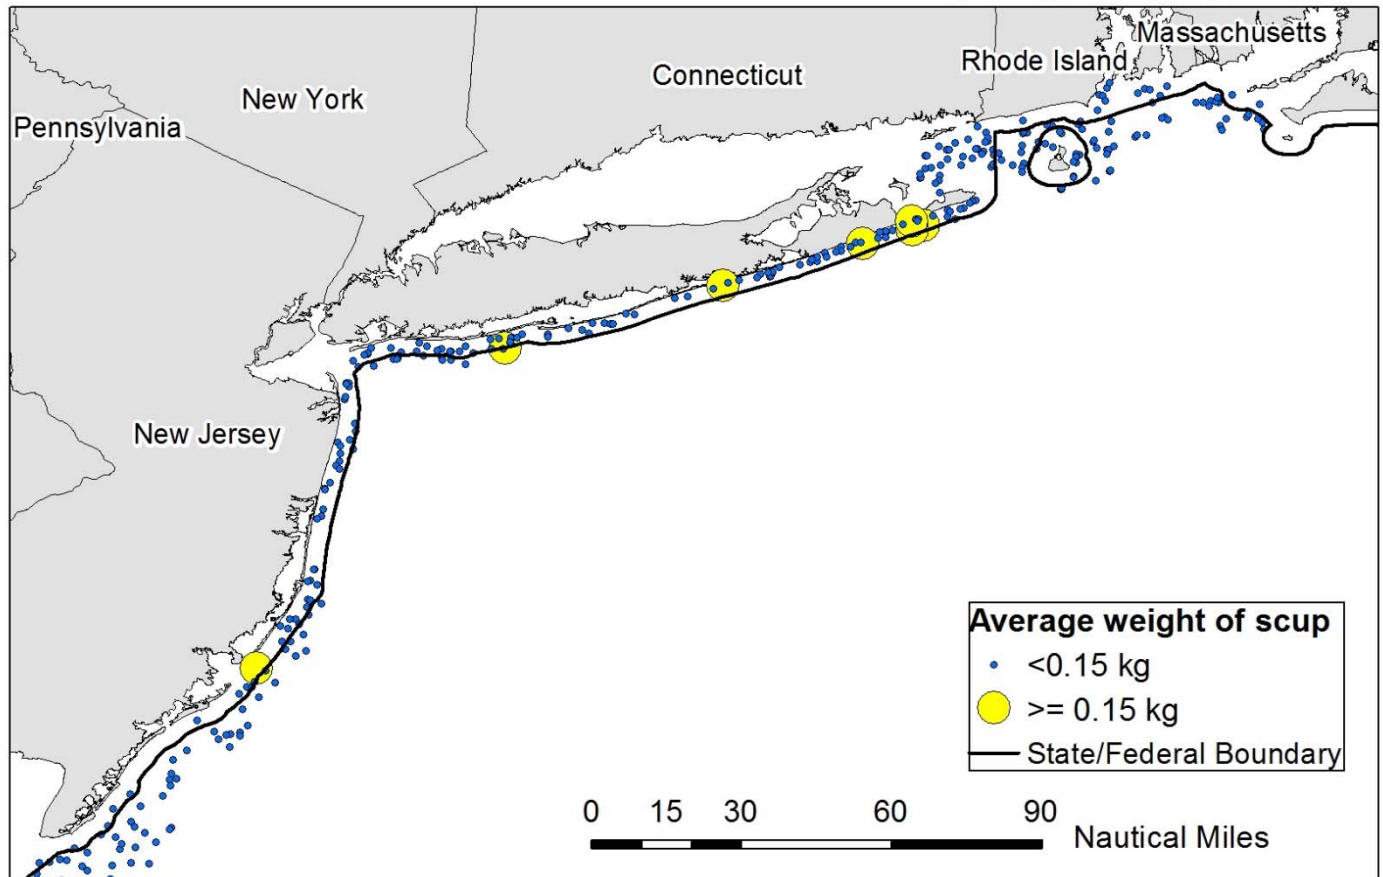 Massachusetts
Rhode Island
Connecticut
New York
Pennsylvania
New Jersey
Average weight of scup
<0.15 kg
>= 0.15 kg
State/Federal Boundary
0 15 30 60 90
Nautical Miles